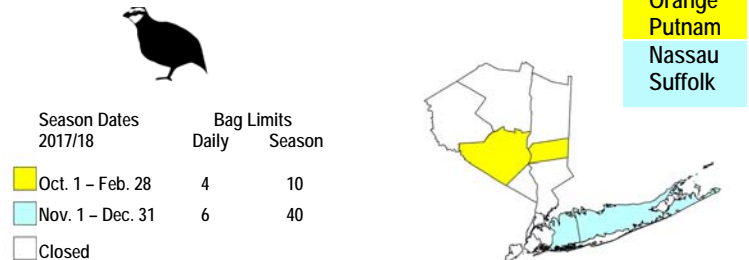 Orange
Putnam
Nassau
Suffolk
Season Dates Bag Limits
2017/18 Daily Season
Oct. 1 – Feb. 28 4 10
Nov. 1 – Dec. 31 6 40
Closed